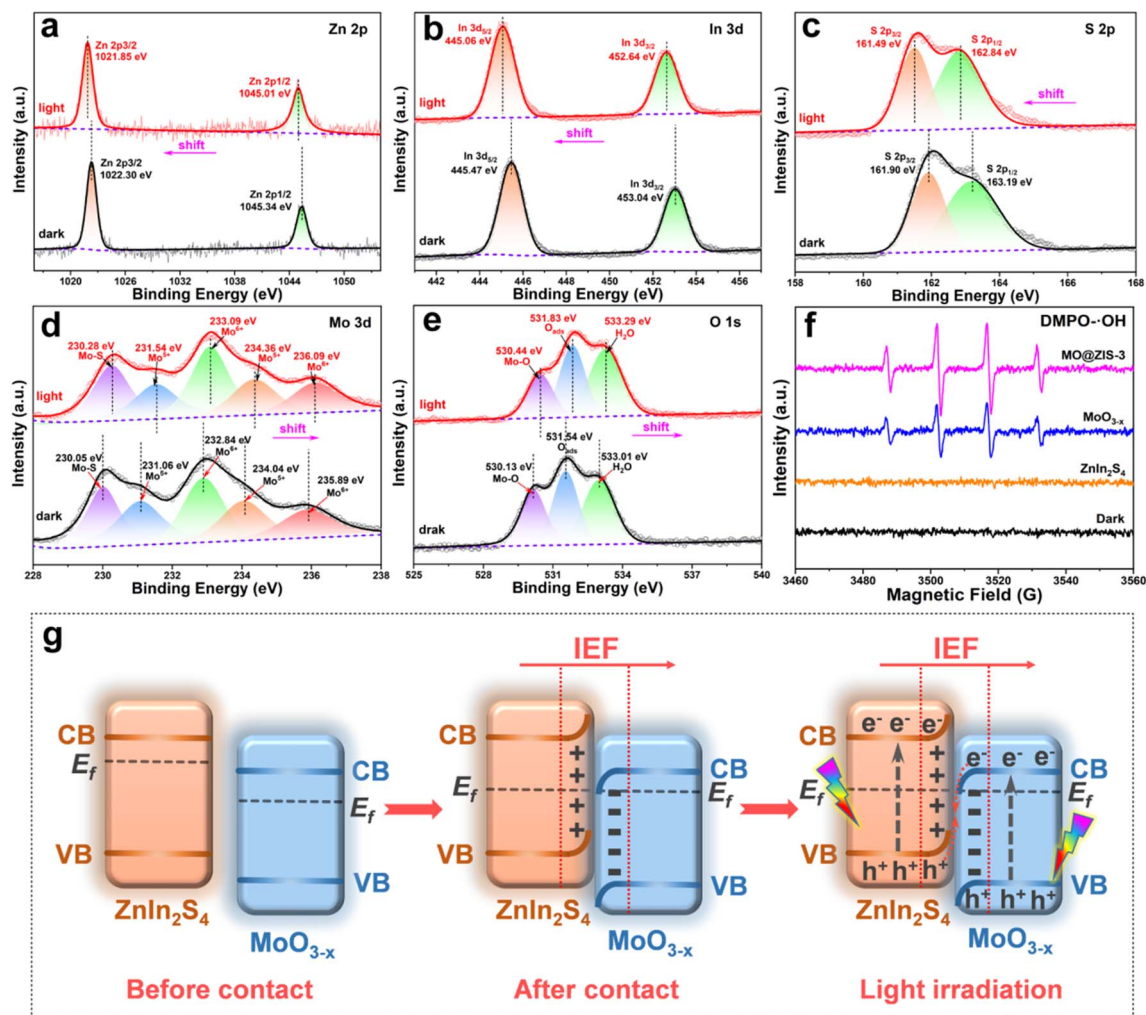 a
Zn 2p
Zn 2p3/2
1021.85 eV
Zn 2p1/2
1045.01 eV
light
shift
Zn 2p3/2
1022.30 eV
Zn 2p1/2
1045.34 eV
dark
Intensity (a.u.)
1020 1026 1032 1038 1044 1050
Binding Energy (eV)
b
In 3d
In 3d5/2
445.06 eV
In 3d3/2
452.64 eV
light
shift
In 3d5/2
445.47 eV
In 3d3/2
453.04 eV
dark
Intensity (a.u.)
442 444 446 448 450 452 454 456
Binding Energy (eV)
c
S 2p
S 2p3/2
161.49 eV
S 2p1/2
162.84 eV
light
shift
S 2p3/2
161.90 eV
S 2p1/2
163.19 eV
dark
Intensity (a.u.)
158 160 162 164 166 168
Binding Energy (eV)
d
Mo 3d
230.28 eV
Mo-S
231.54 eV
Mo5+
233.09 eV
Mo6+
234.36 eV
Mo5+
236.09 eV
Mo6+
light
shift
230.05 eV
Mo-S
231.06 eV
Mo5+
232.84 eV
Mo6+
234.04 eV
Mo5+
235.89 eV
Mo6+
dark
Intensity (a.u.)
228 230 232 234 236 238
Binding Energy (eV)
e
O 1s
530.44 eV
Mo-O
531.83 eV
Oads
533.29 eV
H2O
light
shift
530.13 eV
Mo-O
531.54 eV
Oads
533.01 eV
H2O
drak
Intensity (a.u.)
525 528 531 534 537 540
Binding Energy (eV)
f
DMPO-·OH
MO@ZIS-3
MoO3-x
ZnIn2S4
Dark
Intensity (a.u.)
3460 3480 3500 3520 3540 3560
Magnetic Field (G)
g
CB
Ef
VB
ZnIn2S4
CB
Ef
VB
MoO3-x
Before contact
IEF
CB
Ef
VB
+
+
+
+
+
ZnIn2S4
CB
Ef
VB
-
-
-
-
-
MoO3-x
After contact
IEF
CB
Ef
VB
e- e- e-
+
+
+
+
+
h+ h+ h+
ZnIn2S4
e- e- e-
CB
Ef
VB
-
-
-
-
-
h+ h+ h+
MoO3-x
Light irradiation